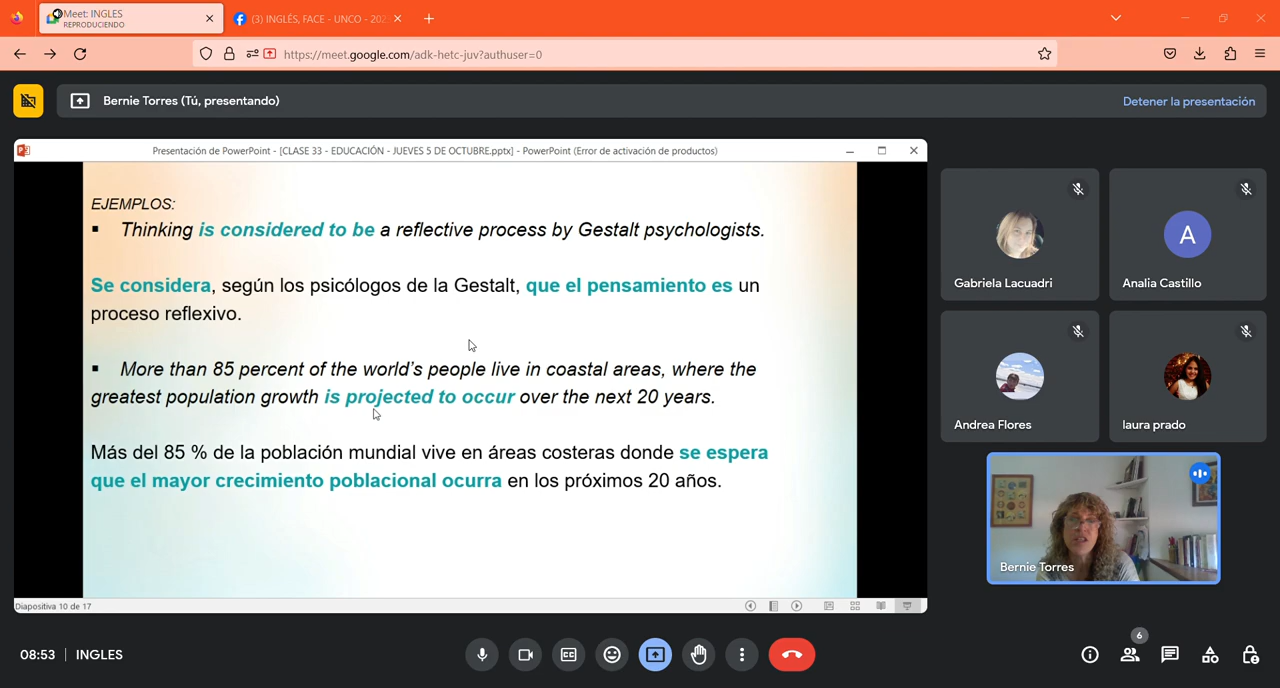 Meet: INGLES
REPRODUCIENDO
(3) INGLÉS, FACE - UNCO - 202
https://meet.google.com/adk-hetc-juv?authuser=0
Bernie Torres (Tú, presentando)
Detener la presentación
Presentación de PowerPoint - [CLASE 33 - EDUCACIÓN - JUEVES 5 DE OCTUBRE.pptx] - PowerPoint (Error de activación de productos)
EJEMPLOS:
▪ Thinking is considered to be a reflective process by Gestalt psychologists.
Se considera, según los psicólogos de la Gestalt, que el pensamiento es un
proceso reflexivo.
▪ More than 85 percent of the world's people live in coastal areas, where the
greatest population growth is projected to occur over the next 20 years.
Más del 85 % de la población mundial vive en áreas costeras donde se espera
que el mayor crecimiento poblacional ocurra en los próximos 20 años.
Diapositiva 10 de 17
Gabriela Lacuadri
A
Analia Castillo
Andrea Flores
laura prado
Bernie Torres
08:53 | INGLES
6